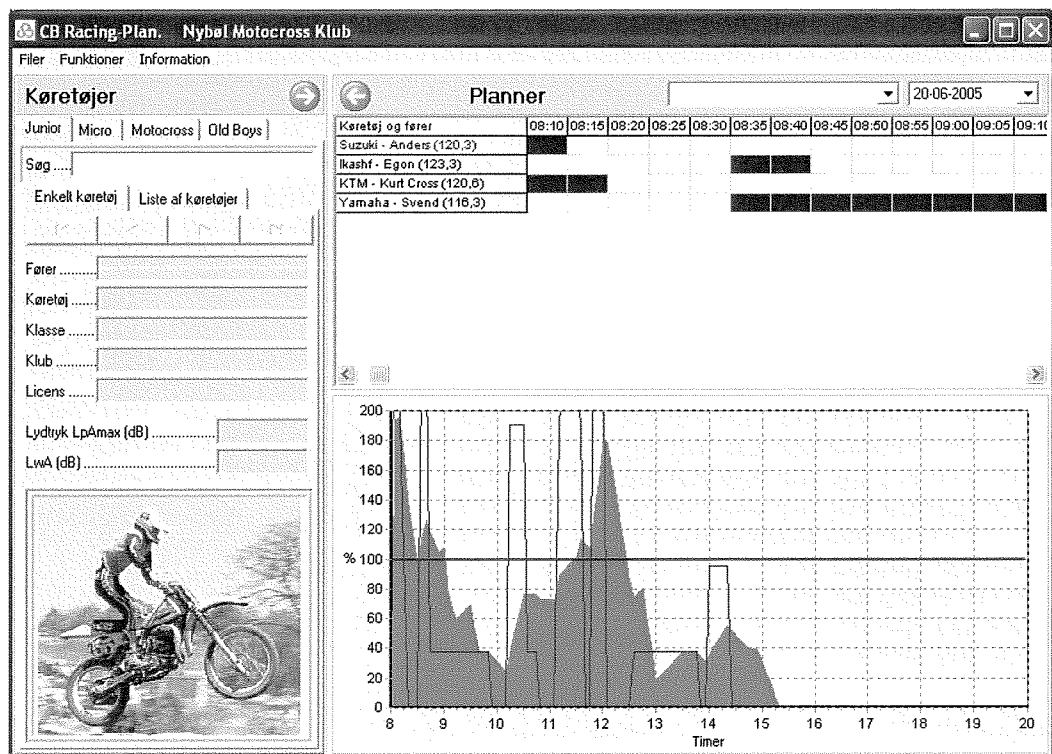 CB Racing-Plan. Nybøl Motocross Klub
Filer Funktioner Information
Køretøjer
Junior Micro Motocross Old Boys
Søg ....
Enkelt køretøj Liste af køretøjer
Fører .........
Køretøj ......
Klasse .......
Klub ..........
Licens .......
Lydtryk LpAmax (dB) ................
LwA (dB) .................................
Planner 20-06-2005
Køretøj og fører 08:10 08:15 08:20 08:25 08:30 08:35 08:40 08:45 08:50 08:55 09:00 09:05 09:10
Suzuki - Anders (120,3)
Ikashf - Egon (123,3)
KTM - Kurt Cross (120,6)
Yamaha - Svend (116,3)
200
180
160
140
120
% 100
80
60
40
20
0
8 9 10 11 12 13 14 15 16 17 18 19 20
Timer